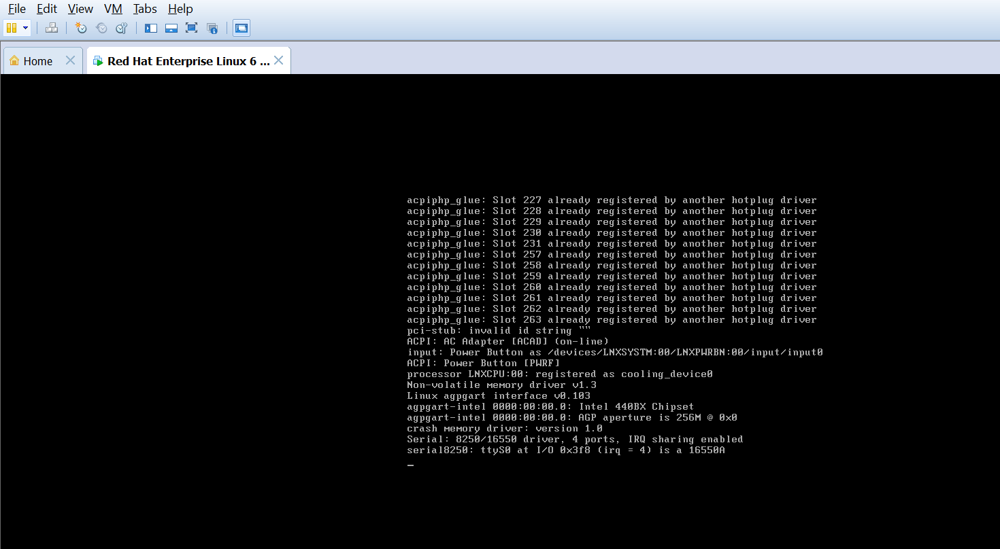 File Edit View VM Tabs Help
Home
Red Hat Enterprise Linux 6 ...
acpiphp_glue: Slot 227 already registered by another hotplug driver
acpiphp_glue: Slot 228 already registered by another hotplug driver
acpiphp_glue: Slot 229 already registered by another hotplug driver
acpiphp_glue: Slot 230 already registered by another hotplug driver
acpiphp_glue: Slot 231 already registered by another hotplug driver
acpiphp_glue: Slot 257 already registered by another hotplug driver
acpiphp_glue: Slot 258 already registered by another hotplug driver
acpiphp_glue: Slot 259 already registered by another hotplug driver
acpiphp_glue: Slot 260 already registered by another hotplug driver
acpiphp_glue: Slot 261 already registered by another hotplug driver
acpiphp_glue: Slot 262 already registered by another hotplug driver
acpiphp_glue: Slot 263 already registered by another hotplug driver
pci-stub: invalid id string ""
ACPI: AC Adapter [ACAD] (on-line)
input: Power Button as /devices/LNXSYSTM:00/LNXPWRBN:00/input/input0
ACPI: Power Button [PWRF]
processor LNXCPU:00: registered as cooling_device0
Non-volatile memory driver v1.3
Linux agpgart interface v0.103
agpgart-intel 0000:00:00.0: Intel 440BX Chipset
agpgart-intel 0000:00:00.0: AGP aperture is 256M @ 0x0
crash memory driver: version 1.0
Serial: 8250/16550 driver, 4 ports, IRQ sharing enabled
serial8250: ttyS0 at I/O 0x3f8 (irq = 4) is a 16550A
_